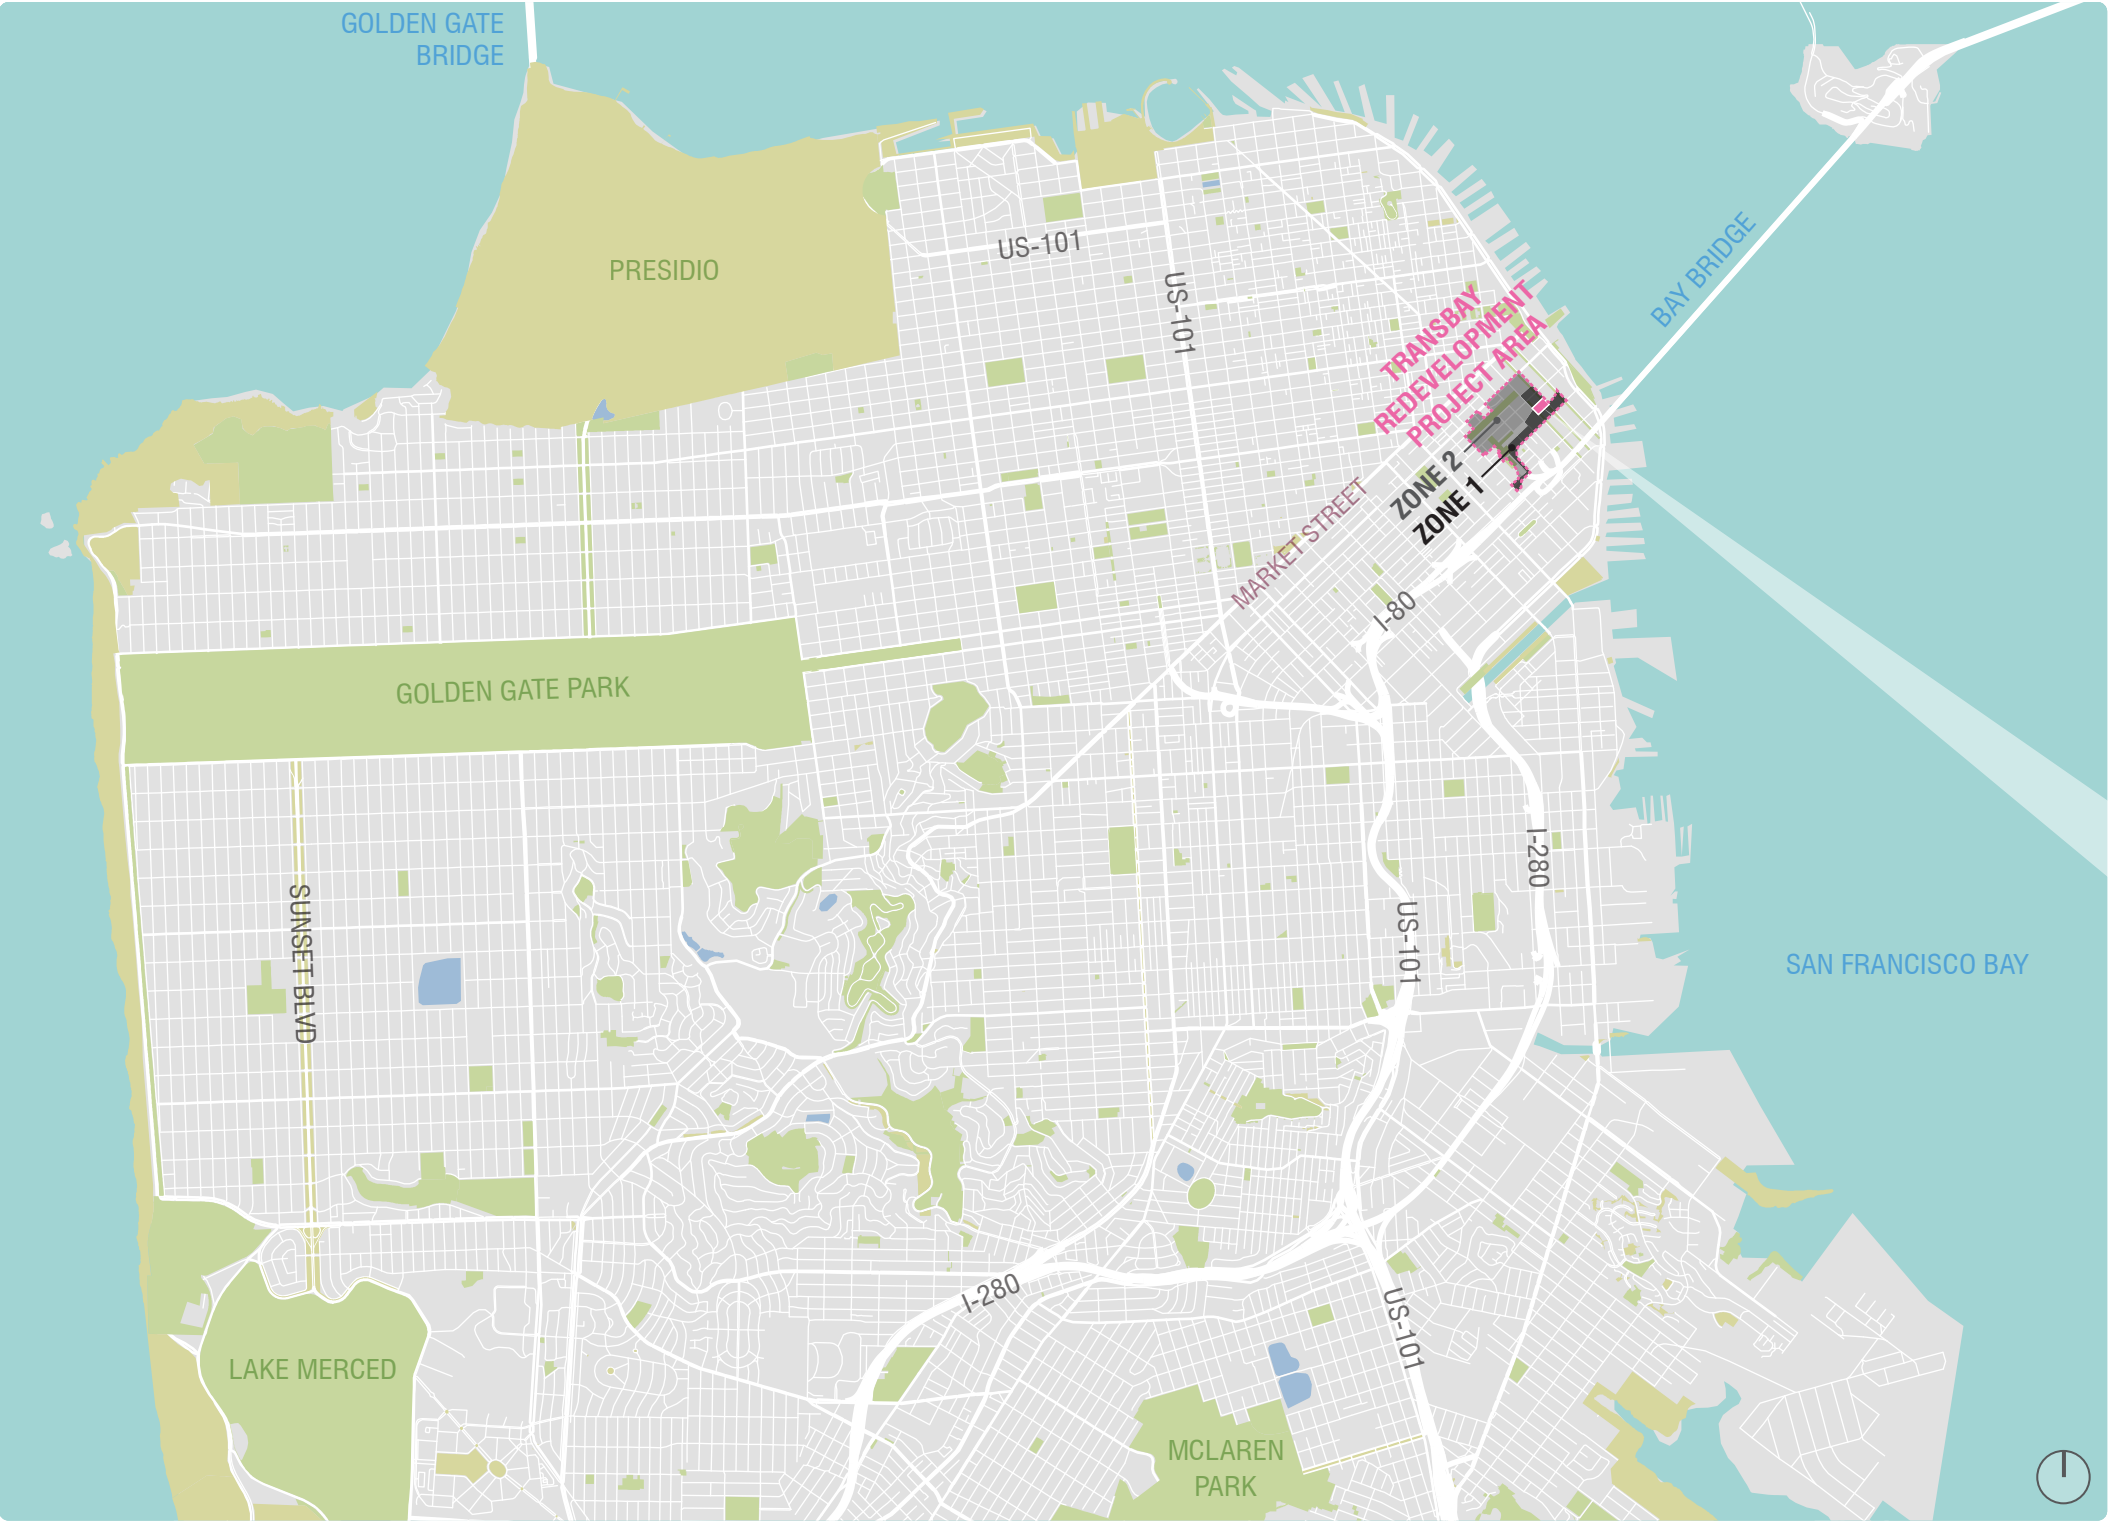 GOLDEN GATE
BRIDGE
PRESIDIO
US-101
US-101
BAY BRIDGE
TRANSBAY
REDEVELOPMENT
PROJECT AREA
ZONE 2
ZONE 1
MARKET STREET
I-80
GOLDEN GATE PARK
I-280
SUNSET BLVD
US-101
SAN FRANCISCO BAY
I-280
US-101
LAKE MERCED
MCLAREN
PARK